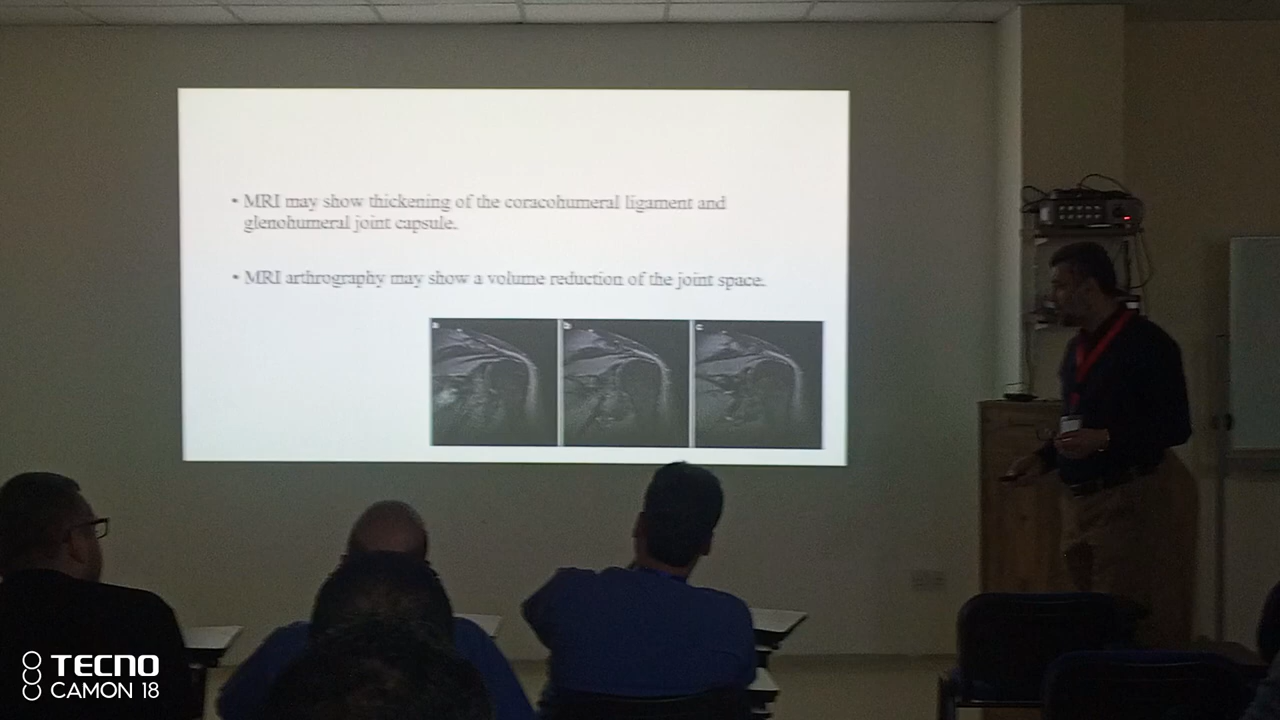 • MRI may show thickening of the coracohumeral ligament and
glenohumeral joint capsule.
• MRI arthrography may show a volume reduction of the joint space.
a b c
TECNO
CAMON 18